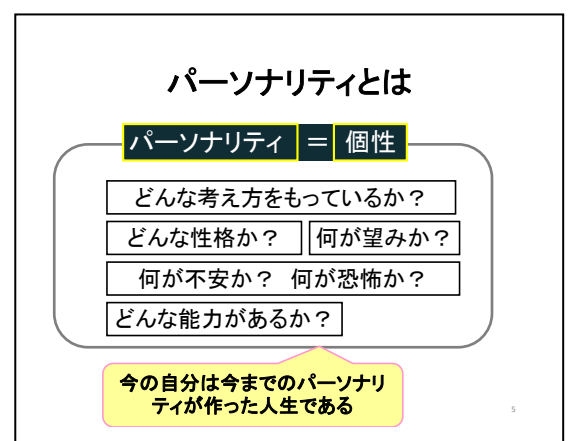 パーソナリティとは
パーソナリティ ＝ 個性
どんな考え方をもっているか？
どんな性格か？ 何が望みか？
何が不安か？ 何が恐怖か？
どんな能力があるか？
今の自分は今までのパーソナリ
ティが作った人生である
5